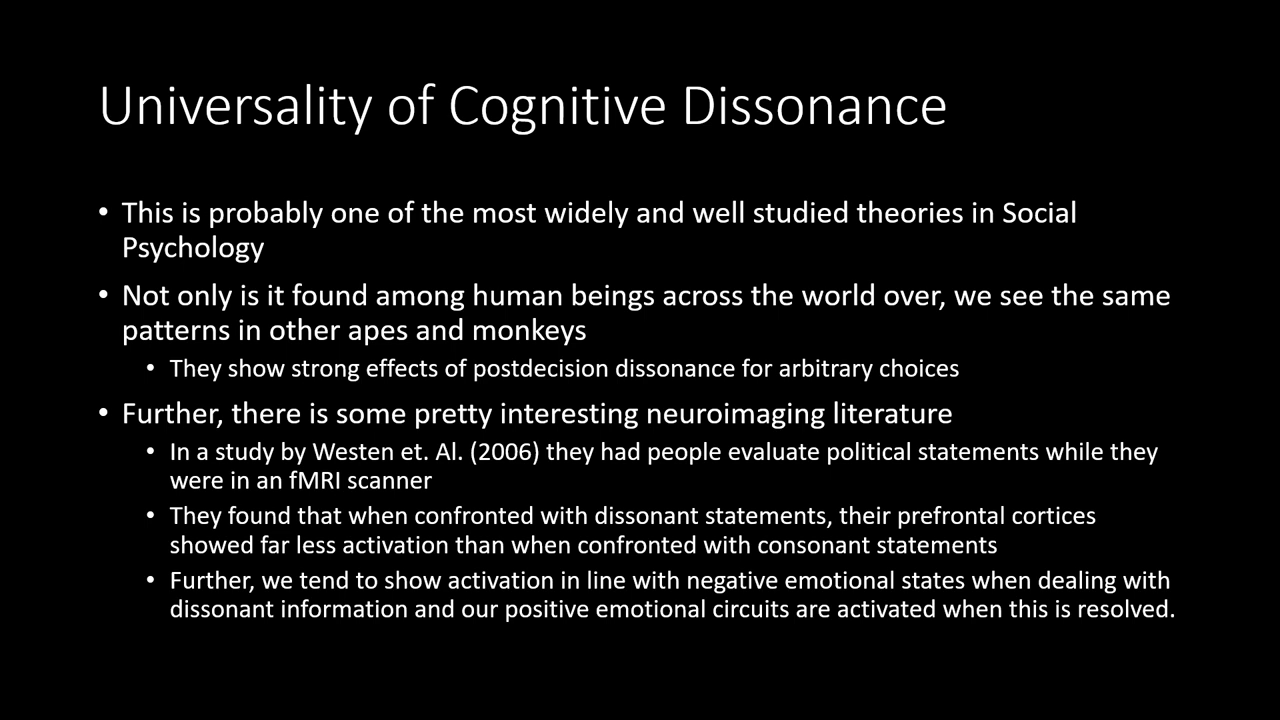 Universality of Cognitive Dissonance
• This is probably one of the most widely and well studied theories in Social
Psychology
• Not only is it found among human beings across the world over, we see the same
patterns in other apes and monkeys
• They show strong effects of postdecision dissonance for arbitrary choices
• Further, there is some pretty interesting neuroimaging literature
• In a study by Westen et. Al. (2006) they had people evaluate political statements while they
were in an fMRI scanner
• They found that when confronted with dissonant statements, their prefrontal cortices
showed far less activation than when confronted with consonant statements
• Further, we tend to show activation in line with negative emotional states when dealing with
dissonant information and our positive emotional circuits are activated when this is resolved.